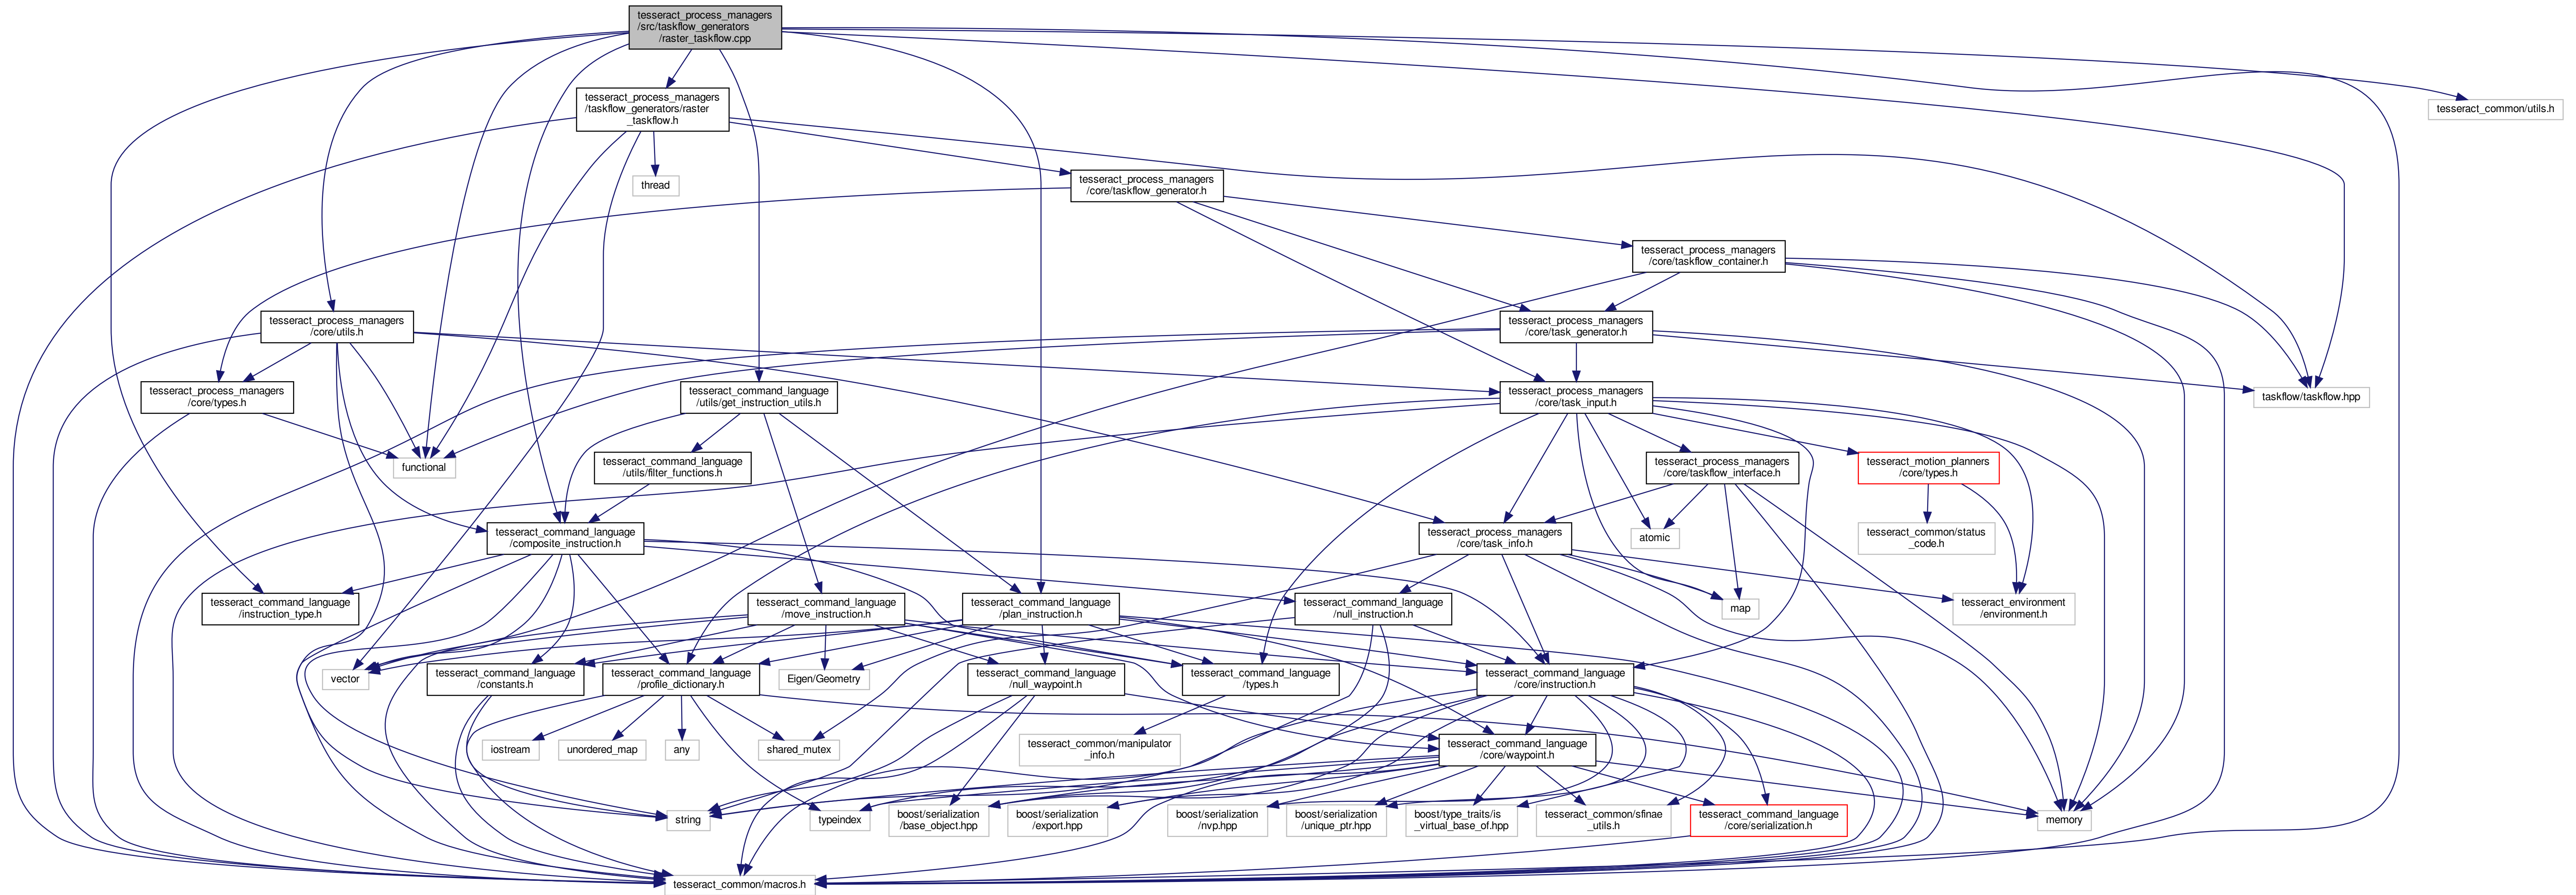 tesseract_process_managers
/src/taskflow_generators
/raster_taskflow.cpp
tesseract_process_managers
/taskflow_generators/raster
_taskflow.h
tesseract_common/utils.h
thread
tesseract_process_managers
/core/taskflow_generator.h
tesseract_process_managers
/core/taskflow_container.h
tesseract_process_managers
/core/utils.h
tesseract_process_managers
/core/task_generator.h
tesseract_process_managers
/core/types.h
tesseract_command_language
/utils/get_instruction_utils.h
tesseract_process_managers
/core/task_input.h
taskflow/taskflow.hpp
functional
tesseract_command_language
/utils/filter_functions.h
tesseract_process_managers
/core/taskflow_interface.h
tesseract_motion_planners
/core/types.h
tesseract_command_language
/composite_instruction.h
tesseract_process_managers
/core/task_info.h
atomic
tesseract_common/status
_code.h
tesseract_command_language
/instruction_type.h
tesseract_command_language
/move_instruction.h
tesseract_command_language
/plan_instruction.h
tesseract_command_language
/null_instruction.h
map
tesseract_environment
/environment.h
vector
tesseract_command_language
/constants.h
tesseract_command_language
/profile_dictionary.h
Eigen/Geometry
tesseract_command_language
/null_waypoint.h
tesseract_command_language
/types.h
tesseract_command_language
/core/instruction.h
iostream
unordered_map
any
shared_mutex
tesseract_common/manipulator
_info.h
tesseract_command_language
/core/waypoint.h
string
typeindex
boost/serialization
/base_object.hpp
boost/serialization
/export.hpp
boost/serialization
/nvp.hpp
boost/serialization
/unique_ptr.hpp
boost/type_traits/is
_virtual_base_of.hpp
tesseract_common/sfinae
_utils.h
tesseract_command_language
/core/serialization.h
memory
tesseract_common/macros.h